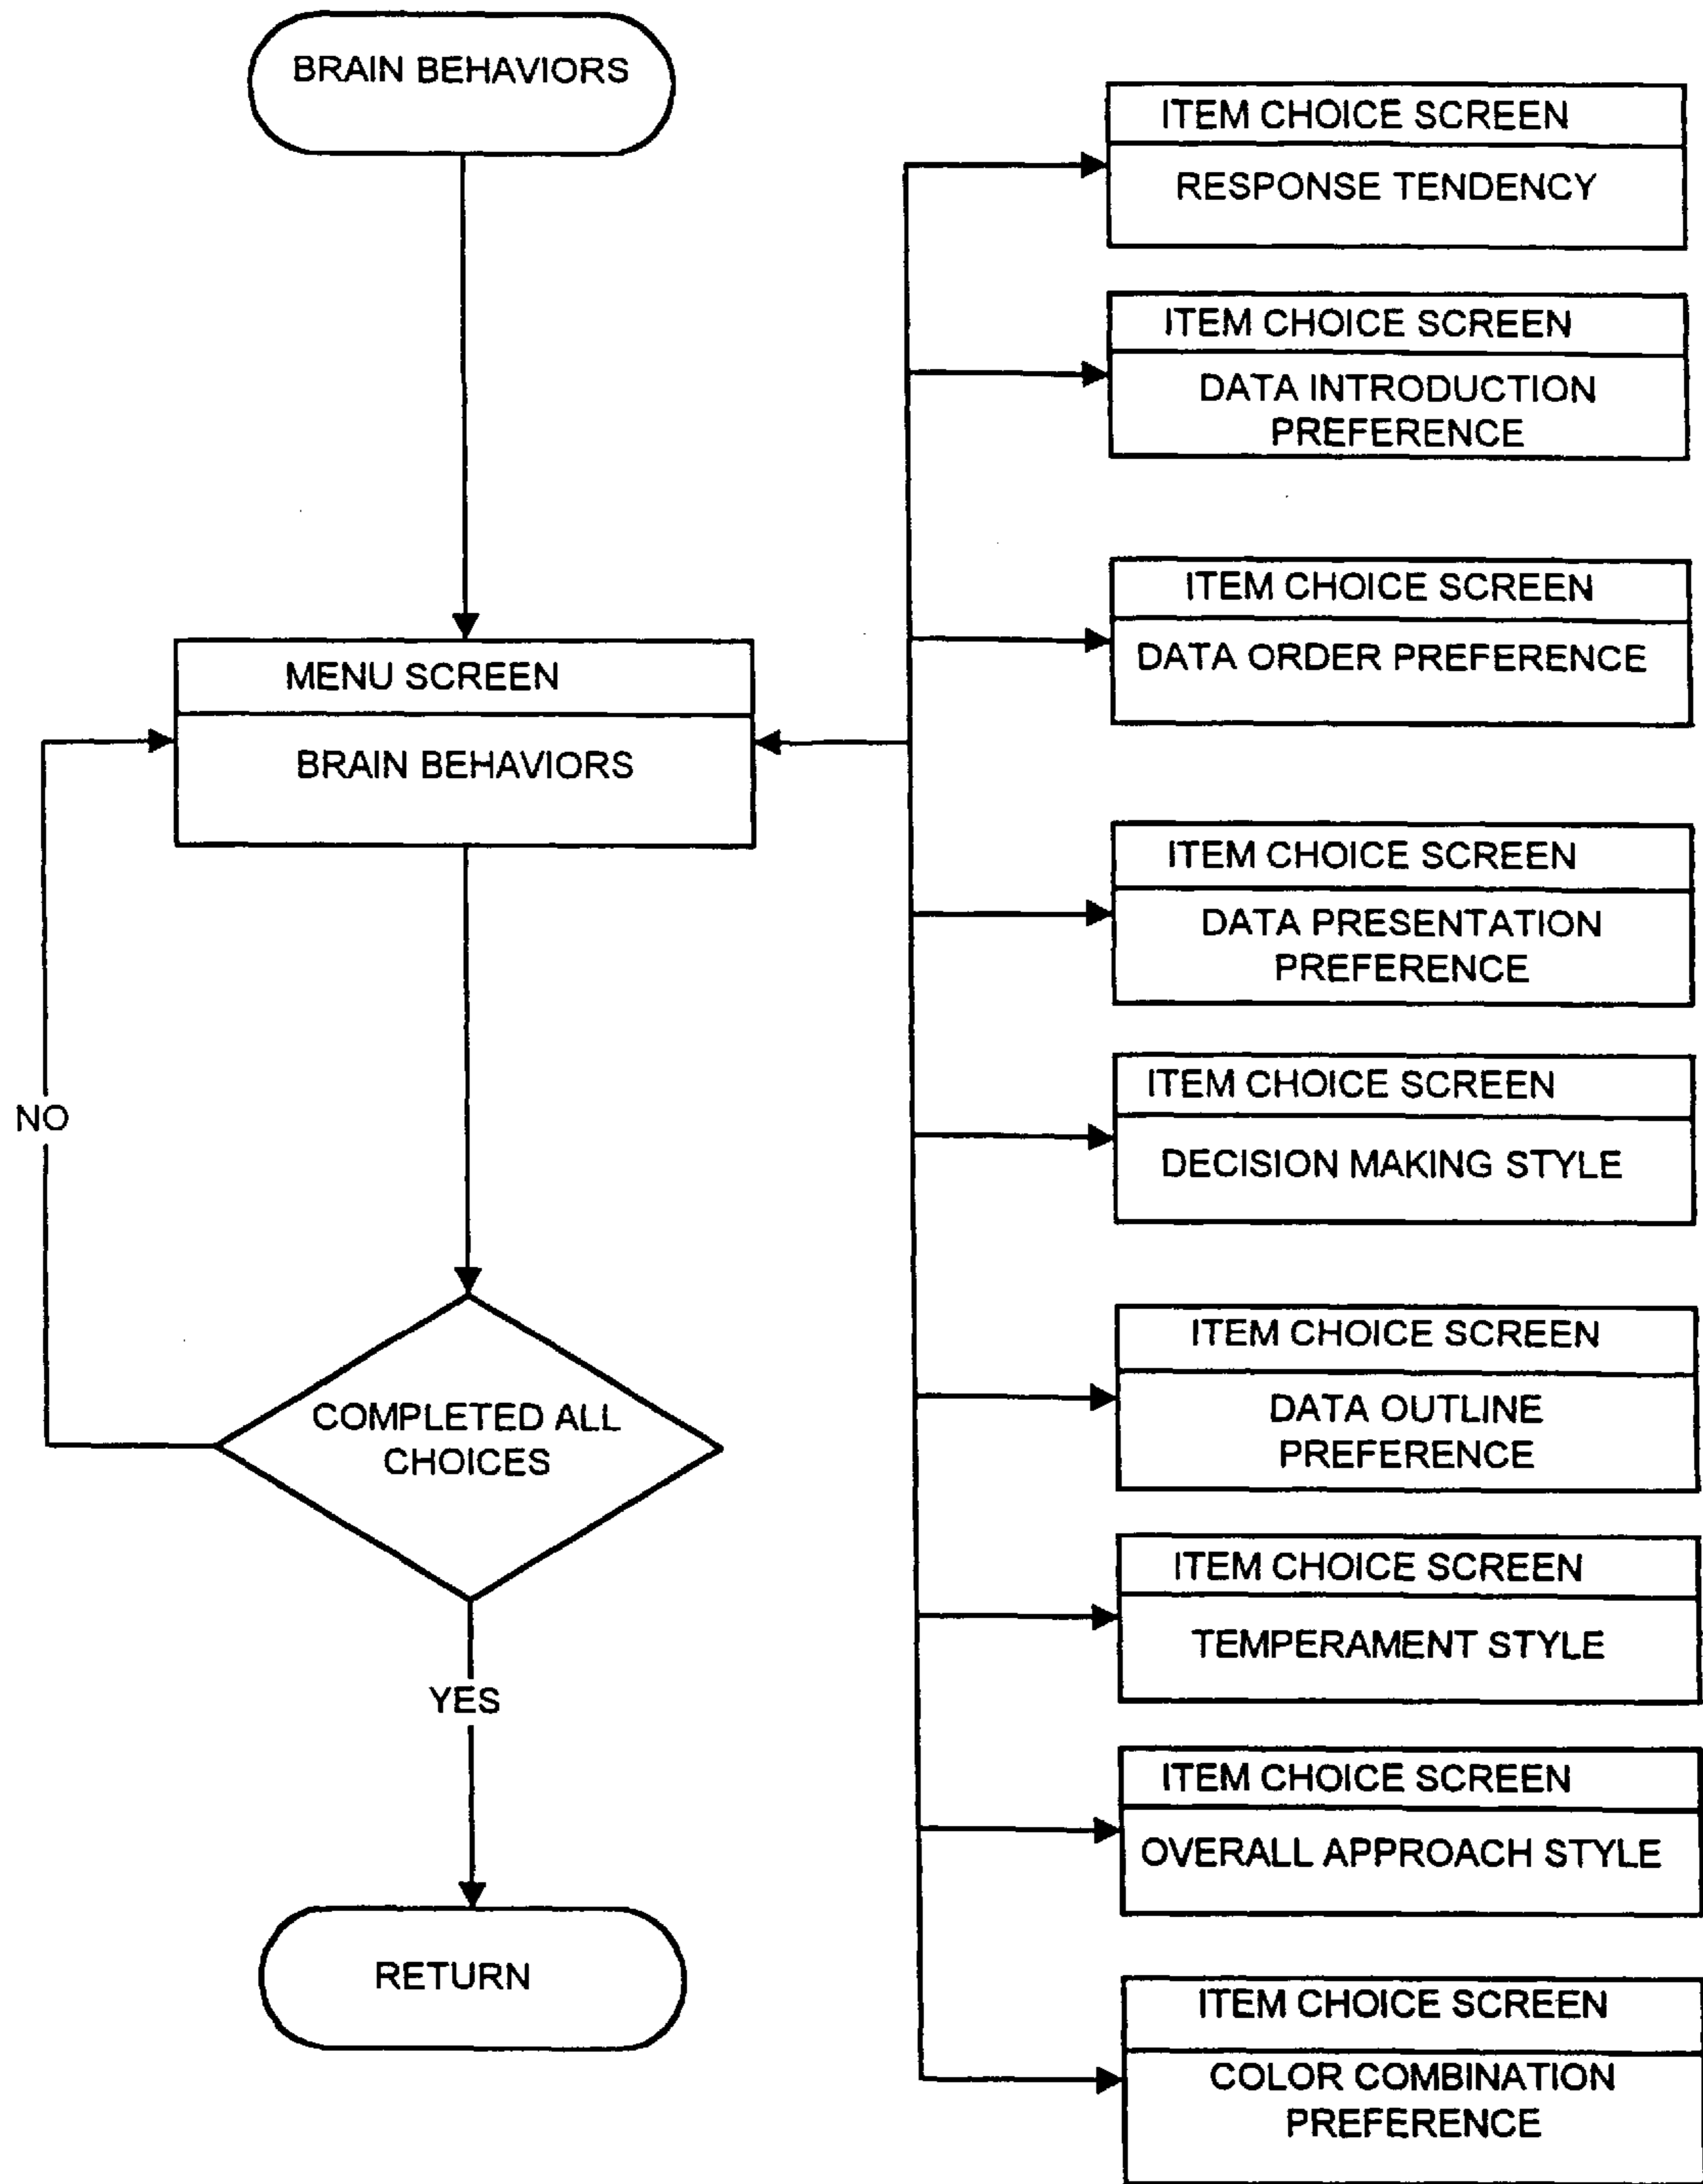 BRAIN BEHAVIORS
MENU SCREEN
BRAIN BEHAVIORS
NO
COMPLETED ALL
CHOICES
YES
RETURN
ITEM CHOICE SCREEN
RESPONSE TENDENCY
ITEM CHOICE SCREEN
DATA INTRODUCTION
PREFERENCE
ITEM CHOICE SCREEN
DATA ORDER PREFERENCE
ITEM CHOICE SCREEN
DATA PRESENTATION
PREFERENCE
ITEM CHOICE SCREEN
DECISION MAKING STYLE
ITEM CHOICE SCREEN
DATA OUTLINE
PREFERENCE
ITEM CHOICE SCREEN
TEMPERAMENT STYLE
ITEM CHOICE SCREEN
OVERALL APPROACH STYLE
ITEM CHOICE SCREEN
COLOR COMBINATION
PREFERENCE